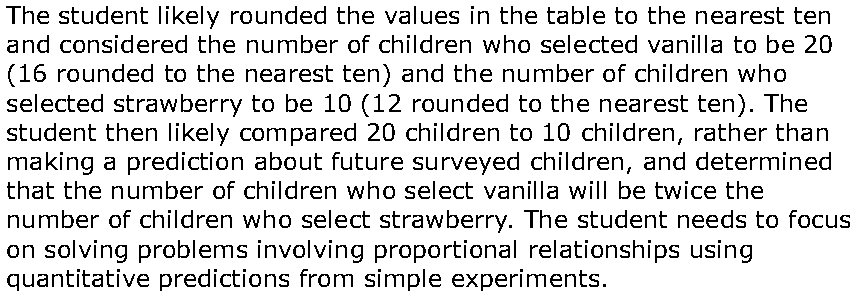 The student likely rounded the values in the table to the nearest ten
and considered the number of children who selected vanilla to be 20
(16 rounded to the nearest ten) and the number of children who
selected strawberry to be 10 (12 rounded to the nearest ten). The
student then likely compared 20 children to 10 children, rather than
making a prediction about future surveyed children, and determined
that the number of children who select vanilla will be twice the
number of children who select strawberry. The student needs to focus
on solving problems involving proportional relationships using
quantitative predictions from simple experiments.